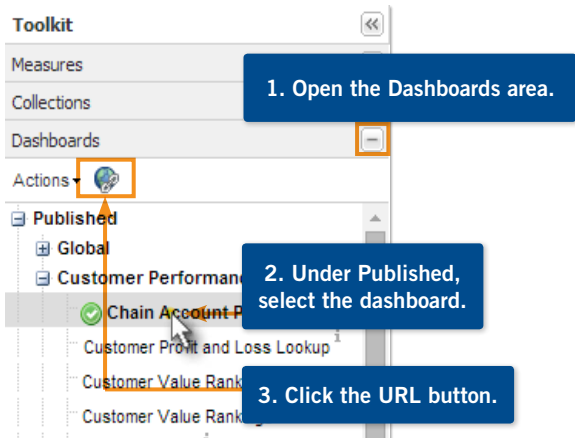 Toolkit
Measures
1. Open the Dashboards area.
Collections
Dashboards
Actions
Published
Global
Customer Performan
2. Under Published,
select the dashboard.
Chain Account P
Customer Profit and Loss Lookup
Customer Value Rank
3. Click the URL button.
Customer Value Ranking